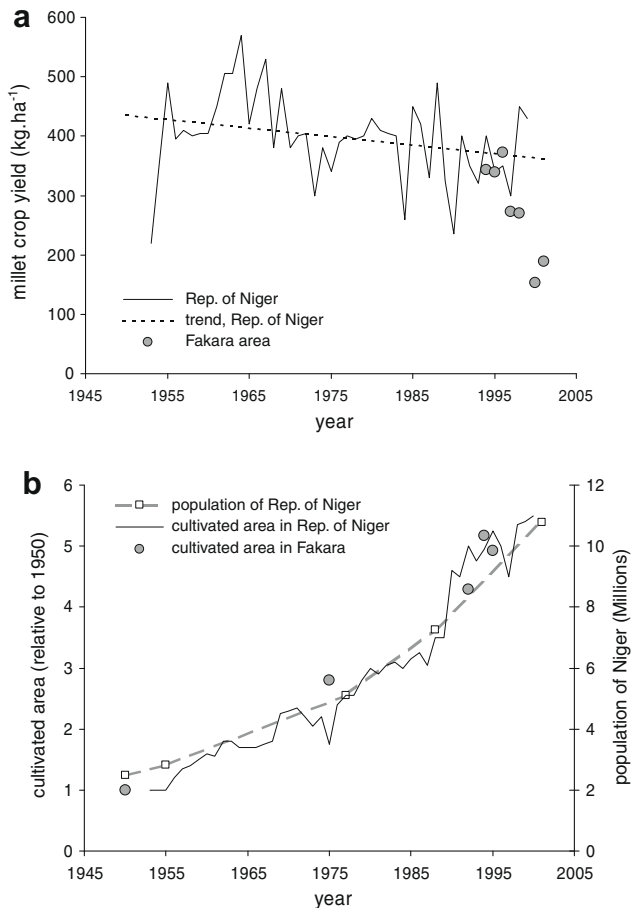 a
millet crop yield (kg.ha-1)
600
500
400
300
200
100
0
Rep. of Niger
trend, Rep. of Niger
Fakara area
1945 1955 1965 1975 1985 1995 2005
year
b
cultivated area (relative to 1950)
6
5
4
3
2
1
0
population of Rep. of Niger
cultivated area in Rep. of Niger
cultivated area in Fakara
12
10
8
6
4
2
0
population of Niger (Millions)
1945 1955 1965 1975 1985 1995 2005
year